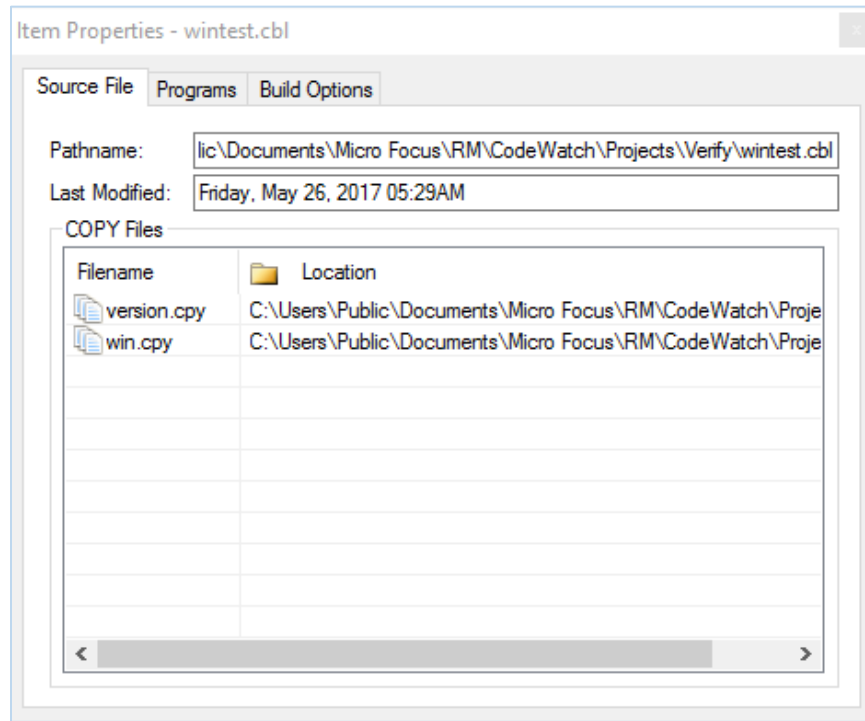 Item Properties - wintest.cbl
x
Source File Programs Build Options
Pathname: lic\Documents\Micro Focus\RM\CodeWatch\Projects\Verify\wintest.cbl
Last Modified: Friday, May 26, 2017 05:29AM
COPY Files
Filename Location
version.cpy C:\Users\Public\Documents\Micro Focus\RM\CodeWatch\Proje
win.cpy C:\Users\Public\Documents\Micro Focus\RM\CodeWatch\Proje